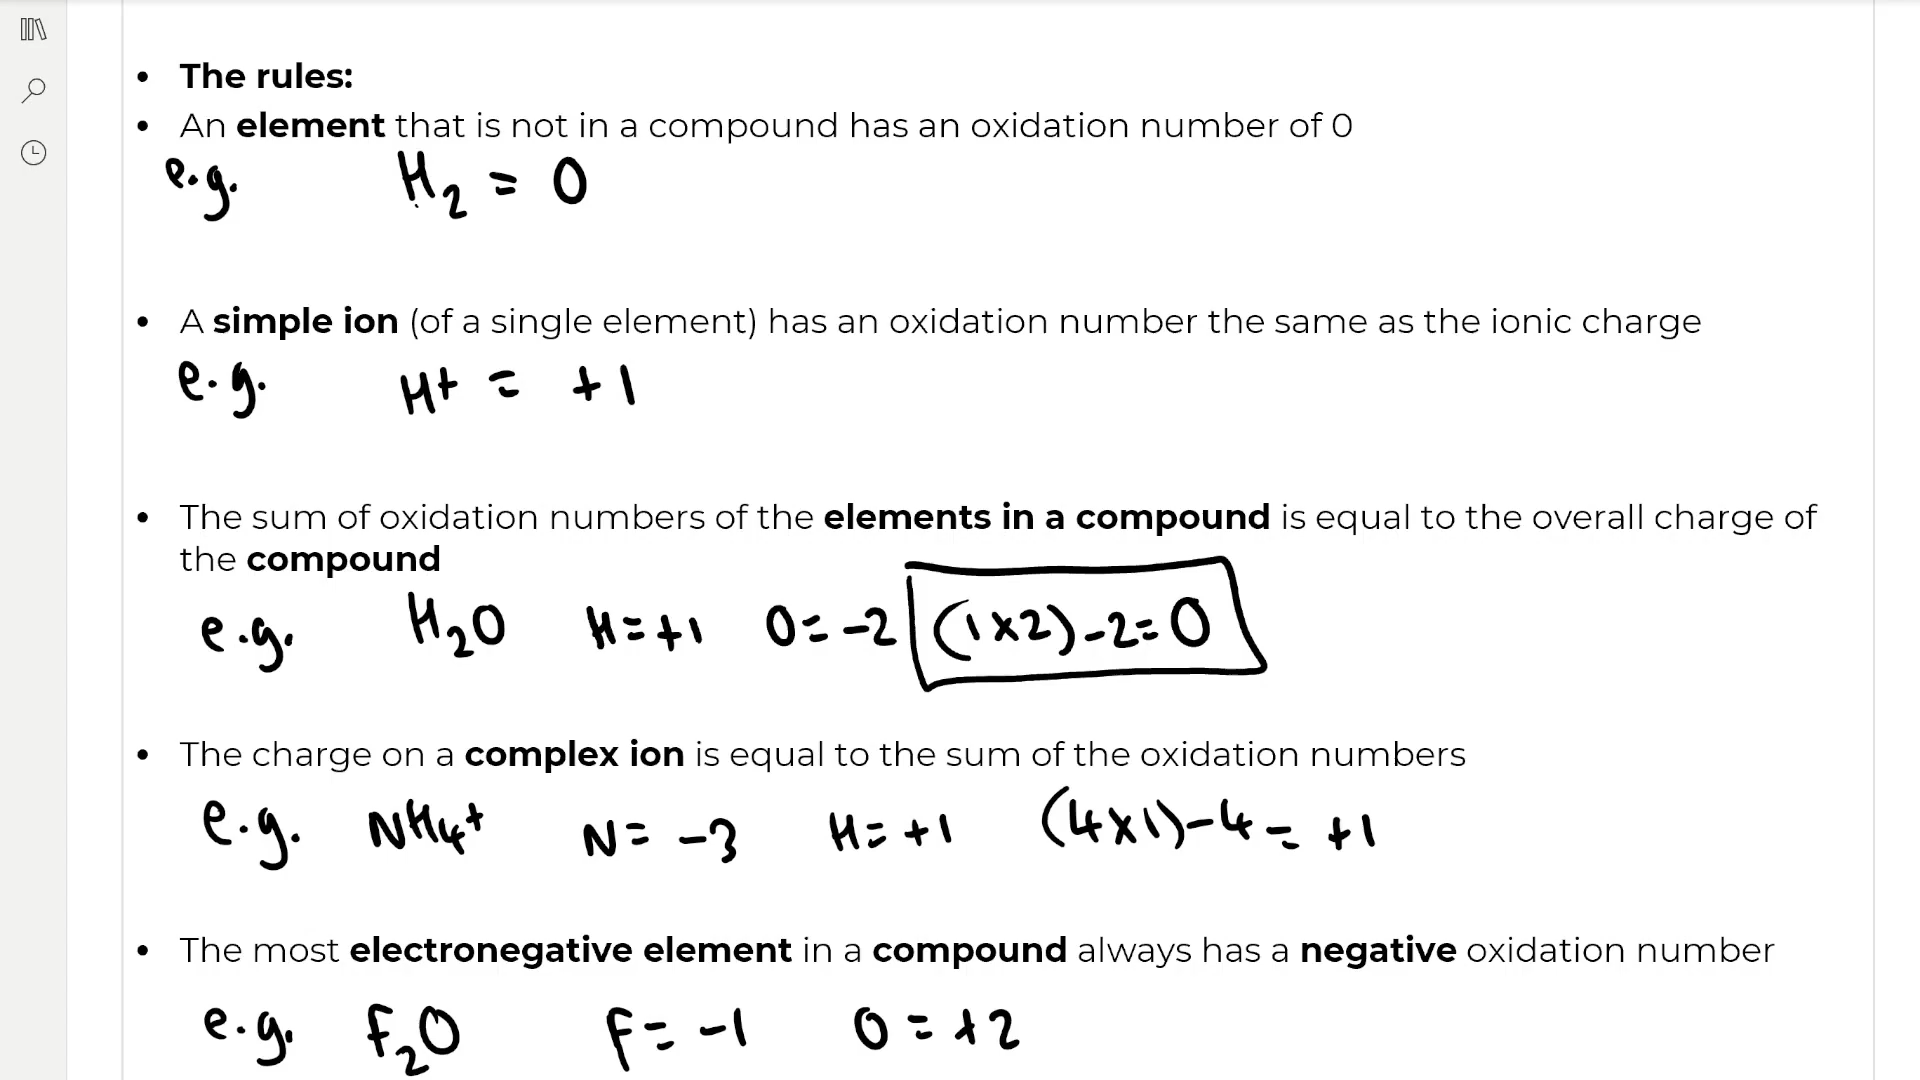 • The rules:
• An element that is not in a compound has an oxidation number of 0
e.g. H₂ = 0
• A simple ion (of a single element) has an oxidation number the same as the ionic charge
e.g. H+ = +1
• The sum of oxidation numbers of the elements in a compound is equal to the overall charge of
the compound
e.g. H₂O H=+1 O=-2 (1x2)-2=0
• The charge on a complex ion is equal to the sum of the oxidation numbers
e.g. NH₄⁺ N= -3 H=+1 (4x1)-4= +1
• The most electronegative element in a compound always has a negative oxidation number
e.g. F₂O F= -1 O = +2